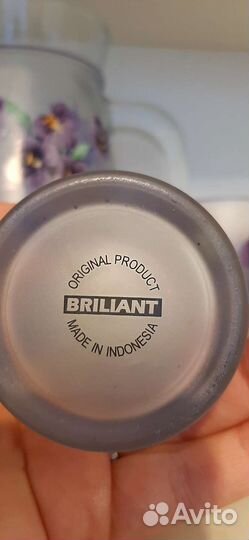 ORIGINAL PRODUCT
BRILIANT
MADE IN INDONESIA
Avito